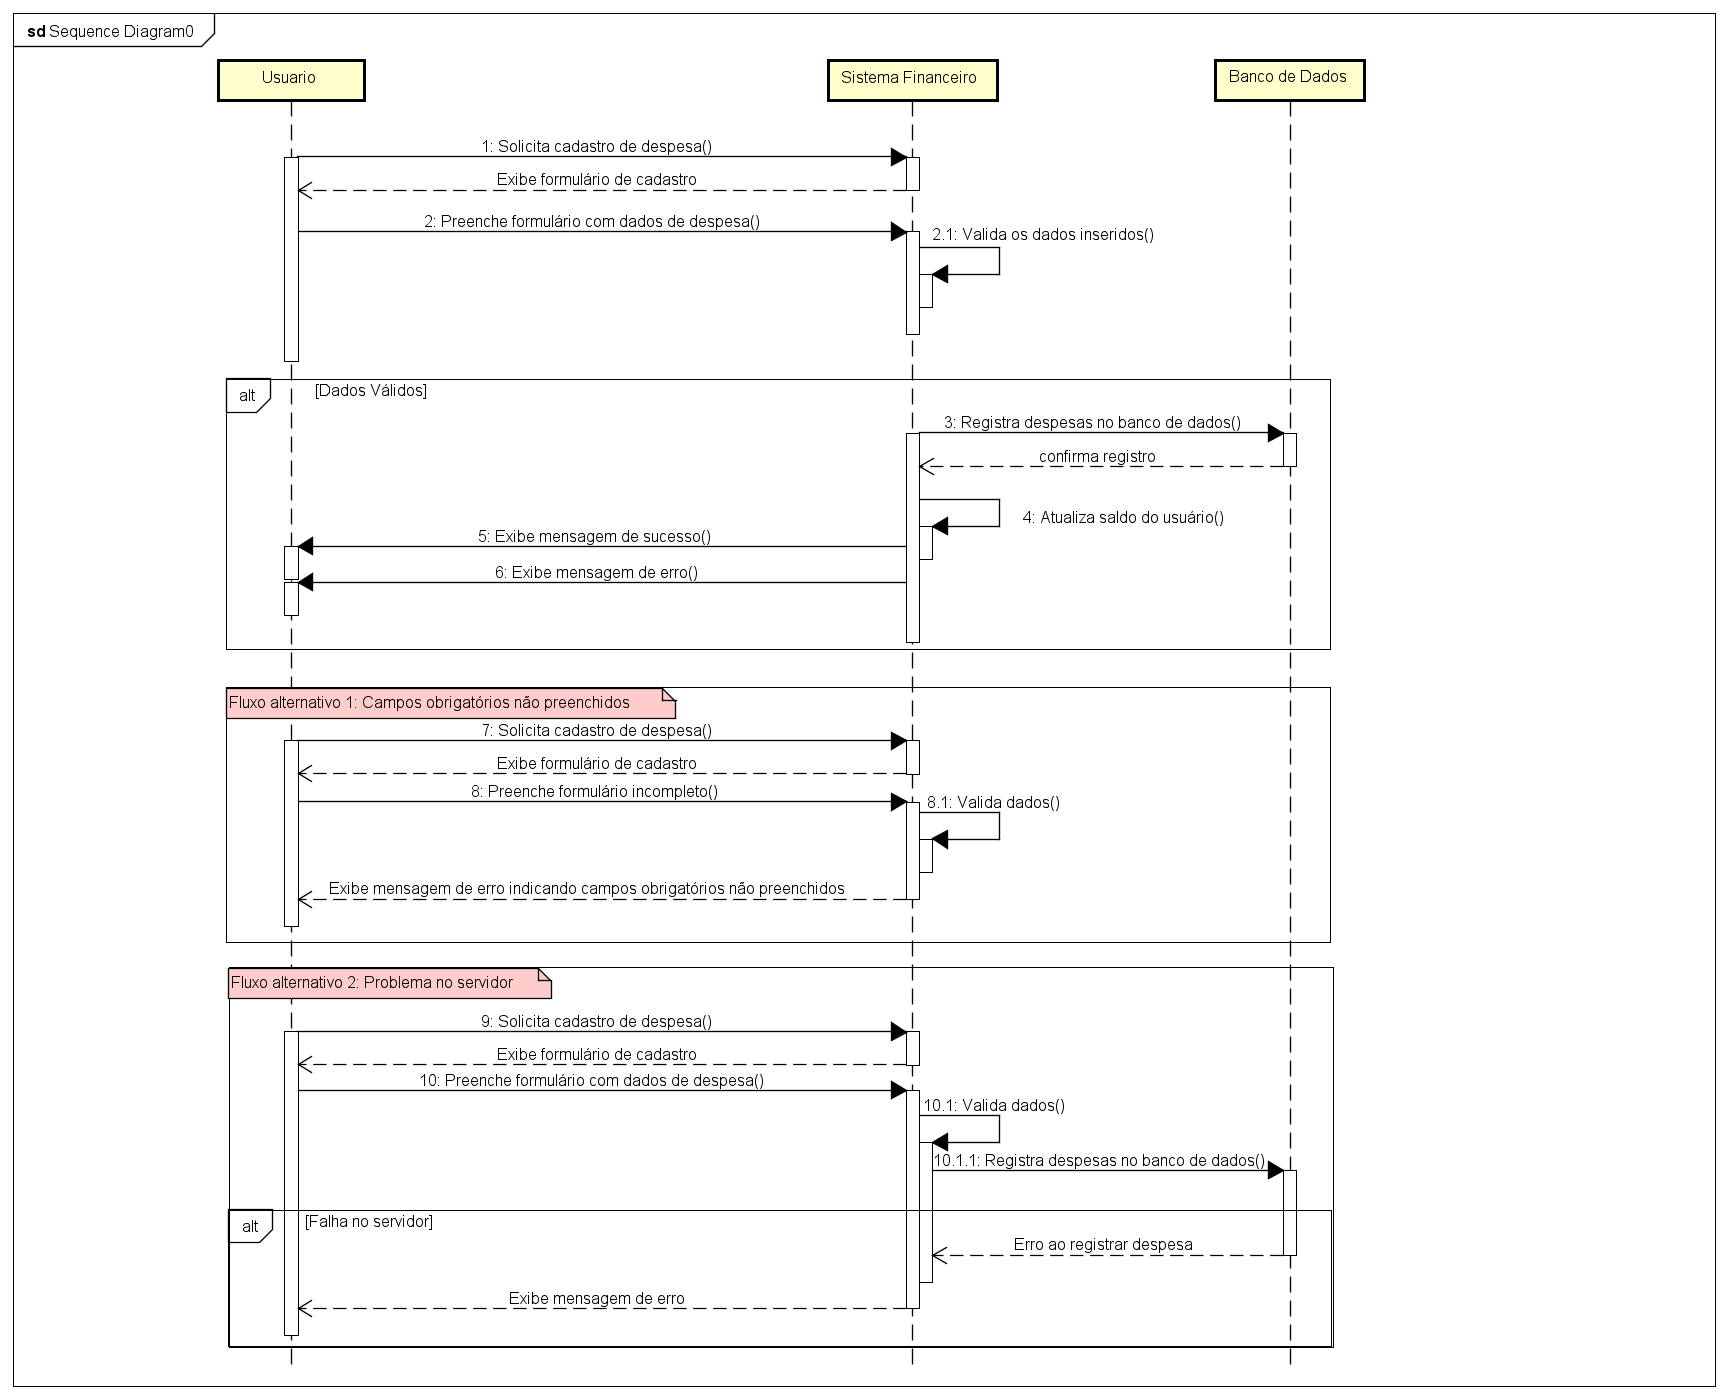 sd Sequence Diagram0
Usuario
Sistema Financeiro
Banco de Dados
1: Solicita cadastro de despesa()
Exibe formulário de cadastro
2: Preenche formulário com dados de despesa()
2.1: Valida os dados inseridos()
alt
[Dados Válidos]
3: Registra despesas no banco de dados()
confirma registro
4: Atualiza saldo do usuário()
5: Exibe mensagem de sucesso()
6: Exibe mensagem de erro()
Fluxo alternativo 1: Campos obrigatórios não preenchidos
7: Solicita cadastro de despesa()
Exibe formulário de cadastro
8: Preenche formulário incompleto()
8.1: Valida dados()
Exibe mensagem de erro indicando campos obrigatórios não preenchidos
Fluxo alternativo 2: Problema no servidor
9: Solicita cadastro de despesa()
Exibe formulário de cadastro
10: Preenche formulário com dados de despesa()
10.1: Valida dados()
10.1.1: Registra despesas no banco de dados()
alt
[Falha no servidor]
Erro ao registrar despesa
Exibe mensagem de erro